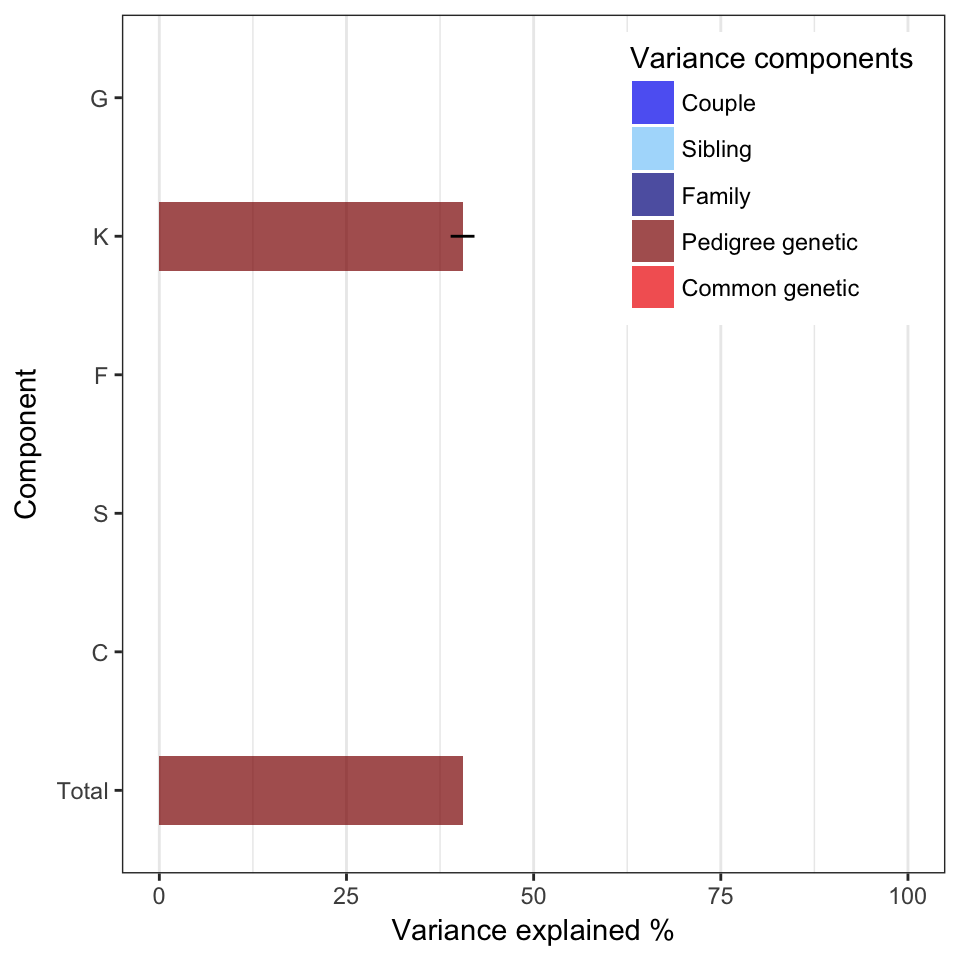 Variance components
Couple
Sibling
Family
Pedigree genetic
Common genetic
Component
G
K
F
S
C
Total
0 25 50 75 100
Variance explained %